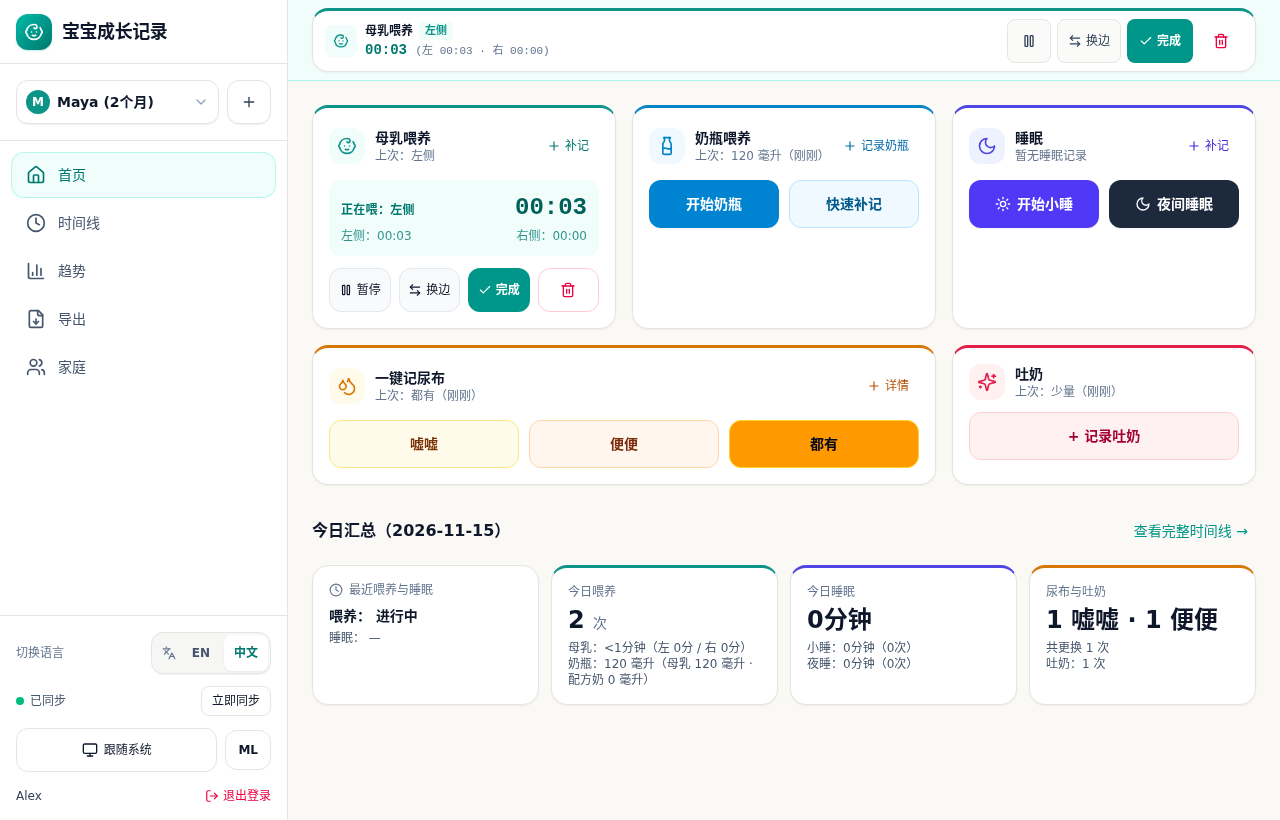 宝宝成长记录
M Maya (2个月)
首页
时间线
趋势
导出
家庭
切换语言
EN
中文
已同步
立即同步
跟随系统
ML
Alex
退出登录
母乳喂养 左侧
00:03 (左 00:03 · 右 00:00)
换边
完成
母乳喂养
上次：左侧
+ 补记
正在喂：左侧
00:03
左侧：00:03
右侧：00:00
暂停
换边
完成
奶瓶喂养
上次：120 毫升（刚刚）
+ 记录奶瓶
开始奶瓶
快速补记
睡眠
暂无睡眠记录
+ 补记
开始小睡
夜间睡眠
一键记尿布
上次：都有（刚刚）
+ 详情
嘘嘘
便便
都有
吐奶
上次：少量（刚刚）
+ 记录吐奶
今日汇总（2026-11-15）
查看完整时间线 →
最近喂养与睡眠
喂养： 进行中
睡眠： —
今日喂养
2 次
母乳：<1分钟（左 0分 / 右 0分）
奶瓶：120 毫升（母乳 120 毫升 ·
配方奶 0 毫升）
今日睡眠
0分钟
小睡：0分钟（0次）
夜睡：0分钟（0次）
尿布与吐奶
1 嘘嘘 · 1 便便
共更换 1 次
吐奶：1 次